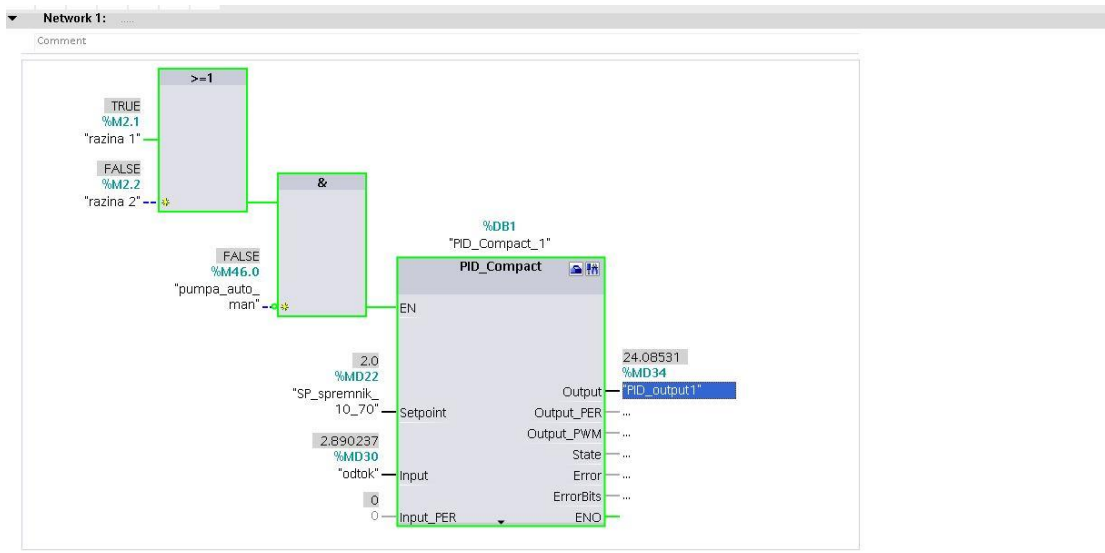 Network 1: .....
Comment
>=1
TRUE
%M2.1
"razina 1"
FALSE
%M2.2
"razina 2"
&
FALSE
%M46.0
"pumpa_auto_
man"
%DB1
"PID_Compact_1"
PID_Compact
EN
2.0
%MD22
"SP_spremnik_
10_70"
Setpoint
2.890237
%MD30
"odtok"
Input
0
0
Input_PER
24.08531
%MD34
Output
"PID_output1"
Output_PER ...
Output_PWM ...
State ...
Error ...
ErrorBits ...
ENO